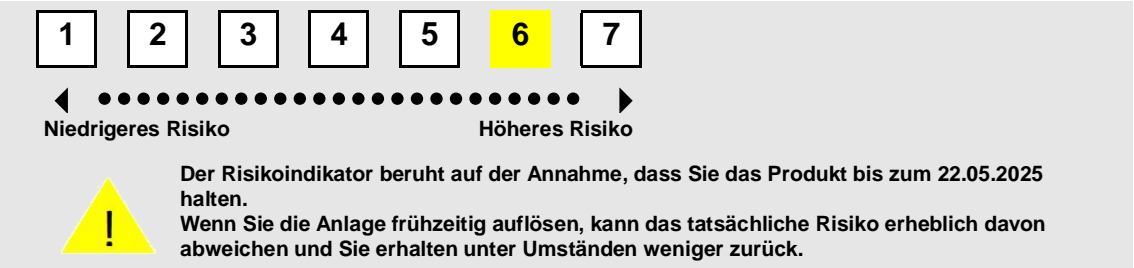 1 2 3 4 5 6 7
Niedrigeres Risiko Höheres Risiko
Der Risikoindikator beruht auf der Annahme, dass Sie das Produkt bis zum 22.05.2025
halten.
Wenn Sie die Anlage frühzeitig auflösen, kann das tatsächliche Risiko erheblich davon
! abweichen und Sie erhalten unter Umständen weniger zurück.